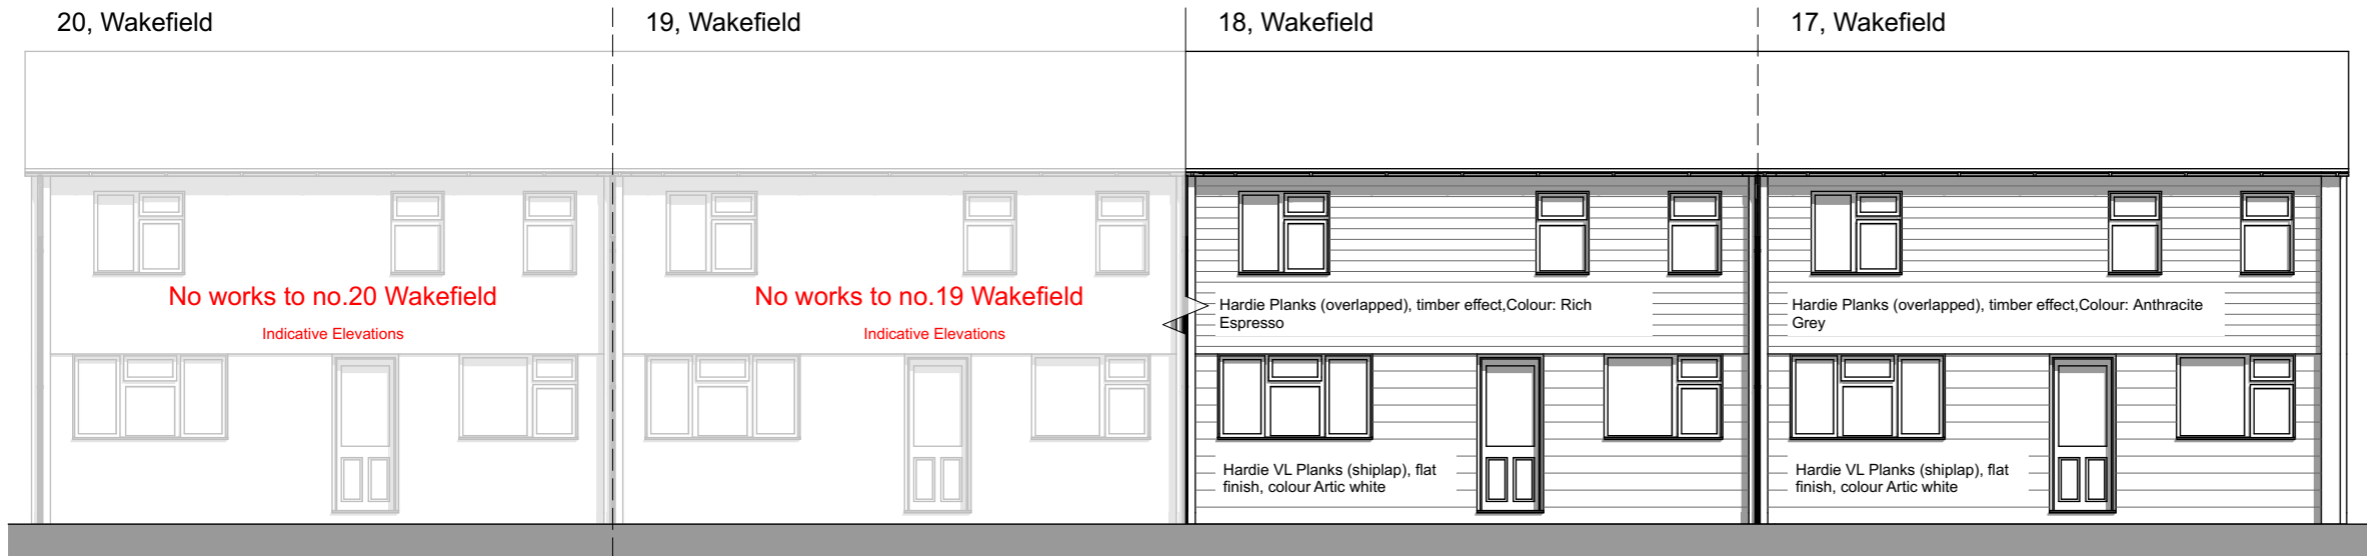 20, Wakefield
19, Wakefield
18, Wakefield
17, Wakefield
No works to no.20 Wakefield
Indicative Elevations
No works to no.19 Wakefield
Indicative Elevations
Hardie Planks (overlapped), timber effect,Colour: Rich
Espresso
Hardie Planks (overlapped), timber effect,Colour: Anthracite
Grey
Hardie VL Planks (shiplap), flat
finish, colour Artic white
Hardie VL Planks (shiplap), flat
finish, colour Artic white